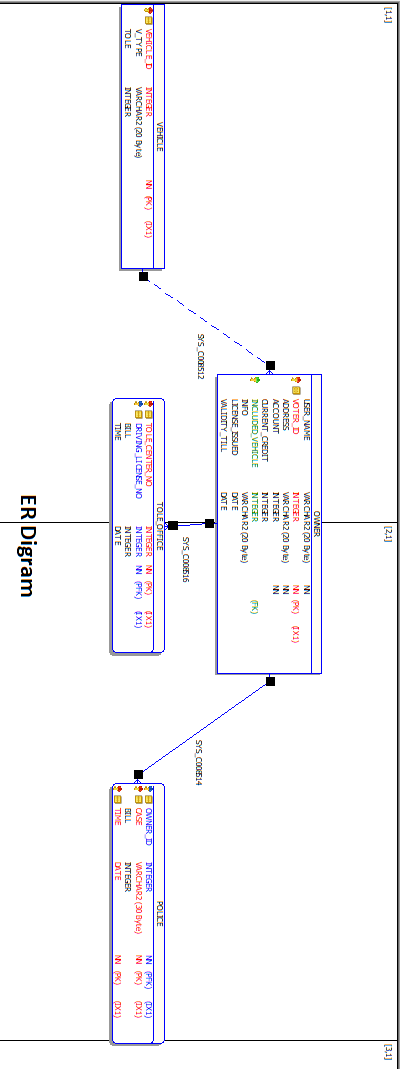 [1,1]
[2,1]
[3,1]
VEHICLE
VEHICLE_ID INTEGER NN (PK) (IX1)
V_TYPE VARCHAR2 (20 Byte)
TOLE INTEGER
SYS_C008512
OWNER
USER_NAME VARCHAR2 (20 Byte) NN
VOTER_ID INTEGER NN (PK) (IX1)
ADDRESS VARCHAR2 (20 Byte) NN
ACCOUNT INTEGER NN
CURRENT_CREDIT INTEGER
INCLUDED_VEHICLE INTEGER (FK)
INFO VARCHAR2 (20 Byte)
LICENSE_ISSUED DATE
VALIDITY_TILL DATE
SYS_C008516
TOLE_OFFICE
TOLE_CENTER_NO INTEGER NN (PK) (IX1)
DRIVING_LICENSE_NO INTEGER NN (PFK) (IX1)
BILL INTEGER
TIME DATE
SYS_C008514
POLICE
OWNER_ID INTEGER NN (PFK) (IX1)
CASE VARCHAR2 (30 Byte) NN (PK) (IX1)
BILL INTEGER
TIME DATE NN (PK) (IX1)
ER Digram